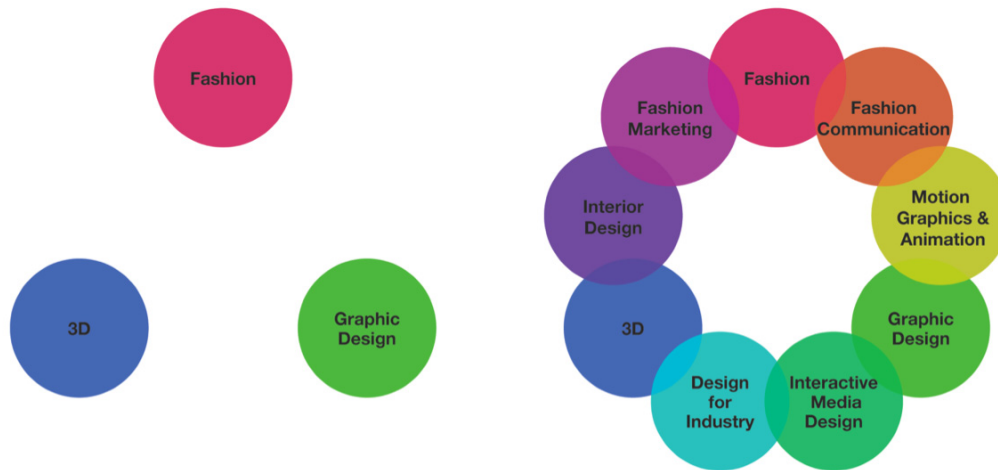 Fashion
3D
Graphic
Design
Fashion
Fashion
Marketing
Fashion
Communication
Interior
Design
Motion
Graphics &
Animation
3D
Graphic
Design
Design
for
Industry
Interactive
Media
Design